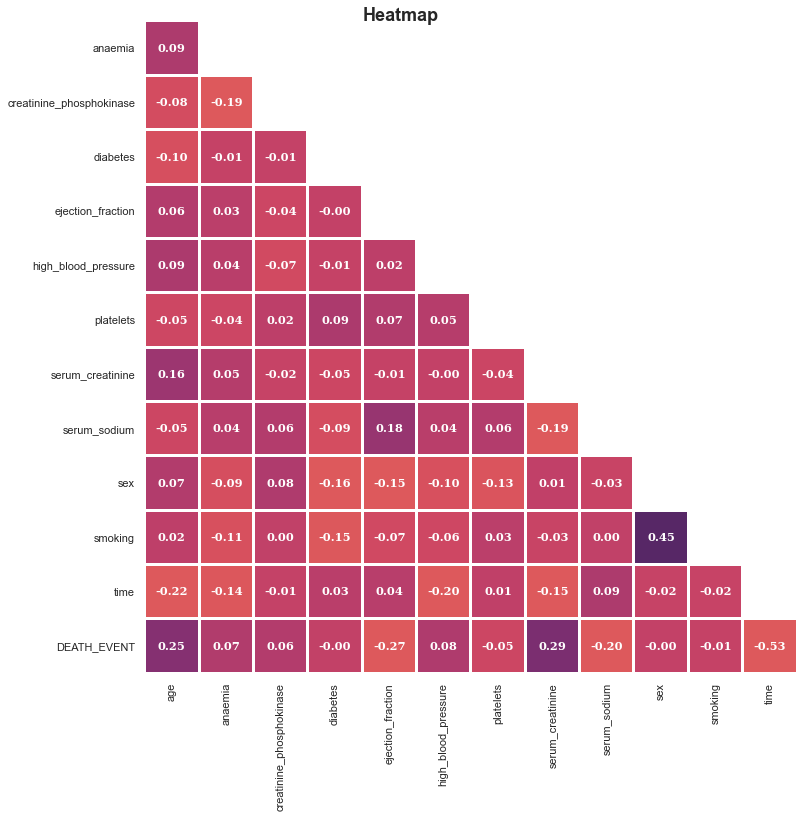 Heatmap
anaemia 0.09
creatinine_phosphokinase -0.08 -0.19
diabetes -0.10 -0.01 -0.01
ejection_fraction 0.06 0.03 -0.04 -0.00
high_blood_pressure 0.09 0.04 -0.07 -0.01 0.02
platelets -0.05 -0.04 0.02 0.09 0.07 0.05
serum_creatinine 0.16 0.05 -0.02 -0.05 -0.01 -0.00 -0.04
serum_sodium -0.05 0.04 0.06 -0.09 0.18 0.04 0.06 -0.19
sex 0.07 -0.09 0.08 -0.16 -0.15 -0.10 -0.13 0.01 -0.03
smoking 0.02 -0.11 0.00 -0.15 -0.07 -0.06 0.03 -0.03 0.00 0.45
time -0.22 -0.14 -0.01 0.03 0.04 -0.20 0.01 -0.15 0.09 -0.02 -0.02
DEATH_EVENT 0.25 0.07 0.06 -0.00 -0.27 0.08 -0.05 0.29 -0.20 -0.00 -0.01 -0.53
age
anaemia
creatinine_phosphokinase
diabetes
ejection_fraction
high_blood_pressure
platelets
serum_creatinine
serum_sodium
sex
smoking
time